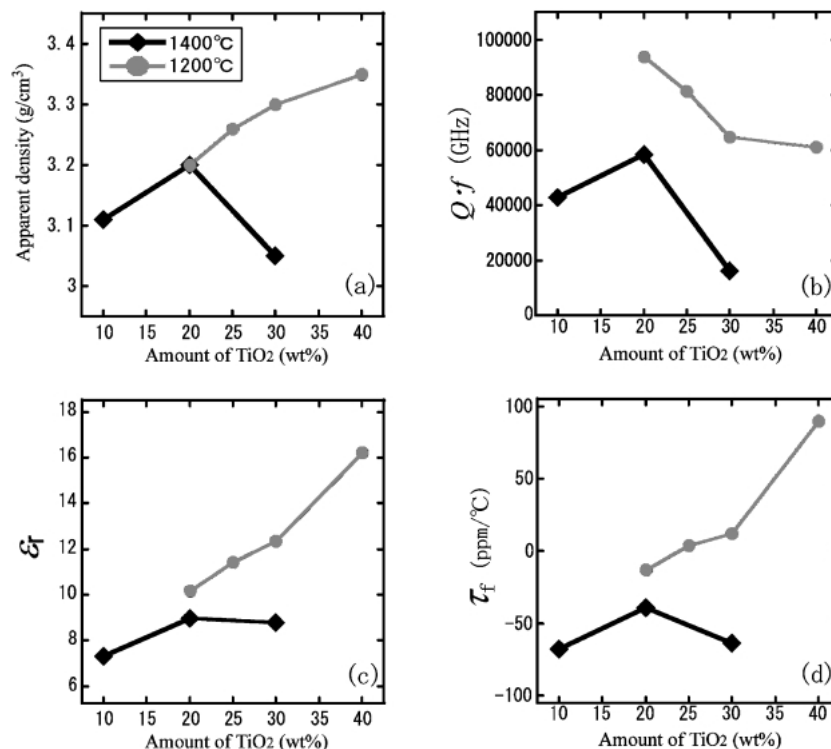 3.4
3.3
3.2
3.1
3
Apparent density (g/cm³)
1400℃
1200℃
(a)
10 15 20 25 30 35 40
Amount of TiO2 (wt%)
100000
80000
60000
40000
20000
0
Q·f (GHz)
(b)
10 15 20 25 30 35 40
Amount of TiO2 (wt%)
18
16
14
12
10
8
6
εr
(c)
10 15 20 25 30 35 40
Amount of TiO2 (wt%)
100
50
0
-50
-100
τf (ppm/℃)
(d)
10 15 20 25 30 35 40
Amount of TiO2 (wt%)